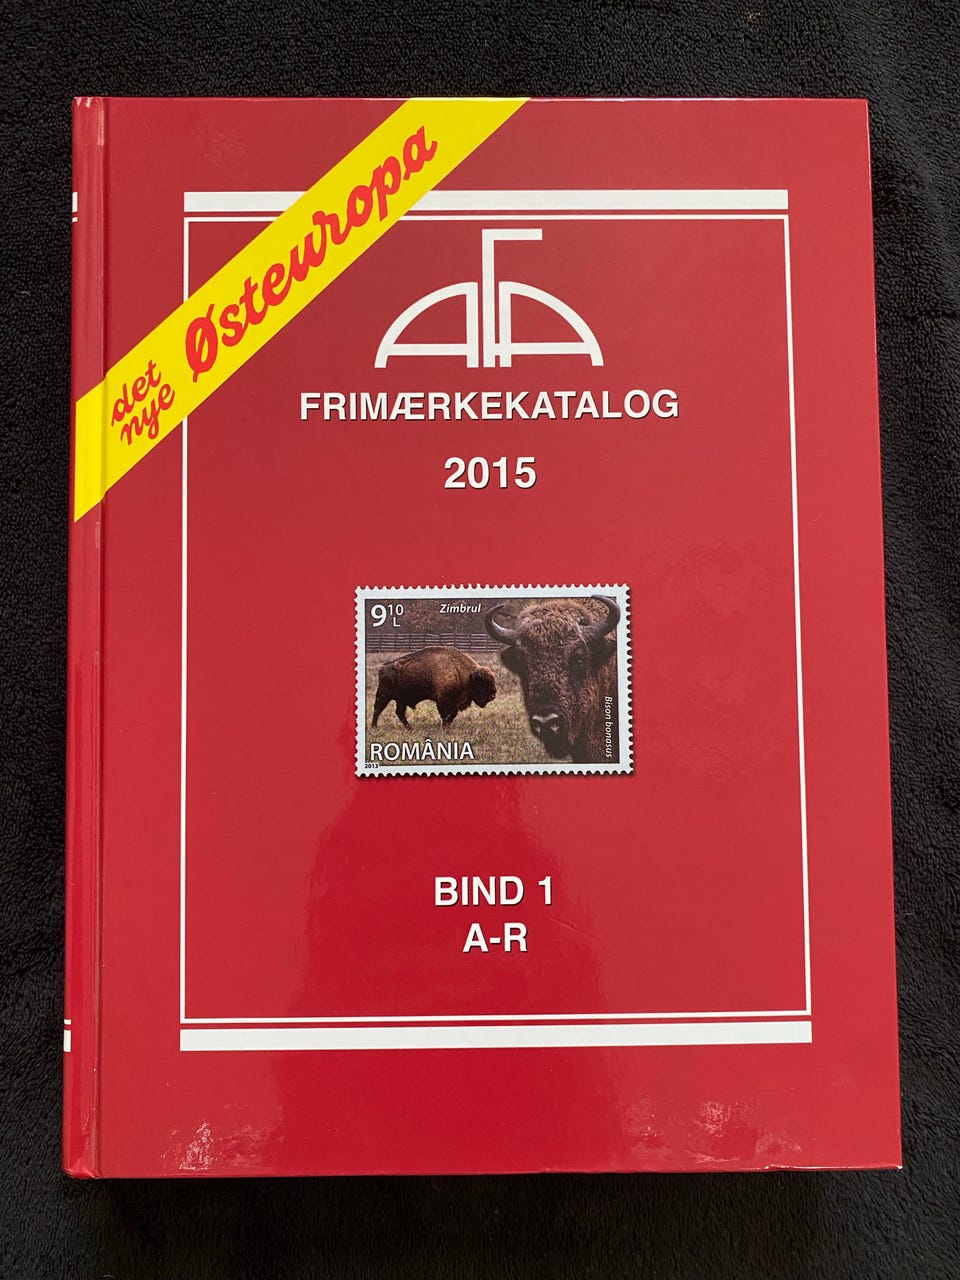 det
nye
Østeuropa
AFA
FRIMÆRKEKATALOG
2015
9 10 L
Zimbrul
Bison bonasus
ROMÂNIA
2013
BIND 1
A-R